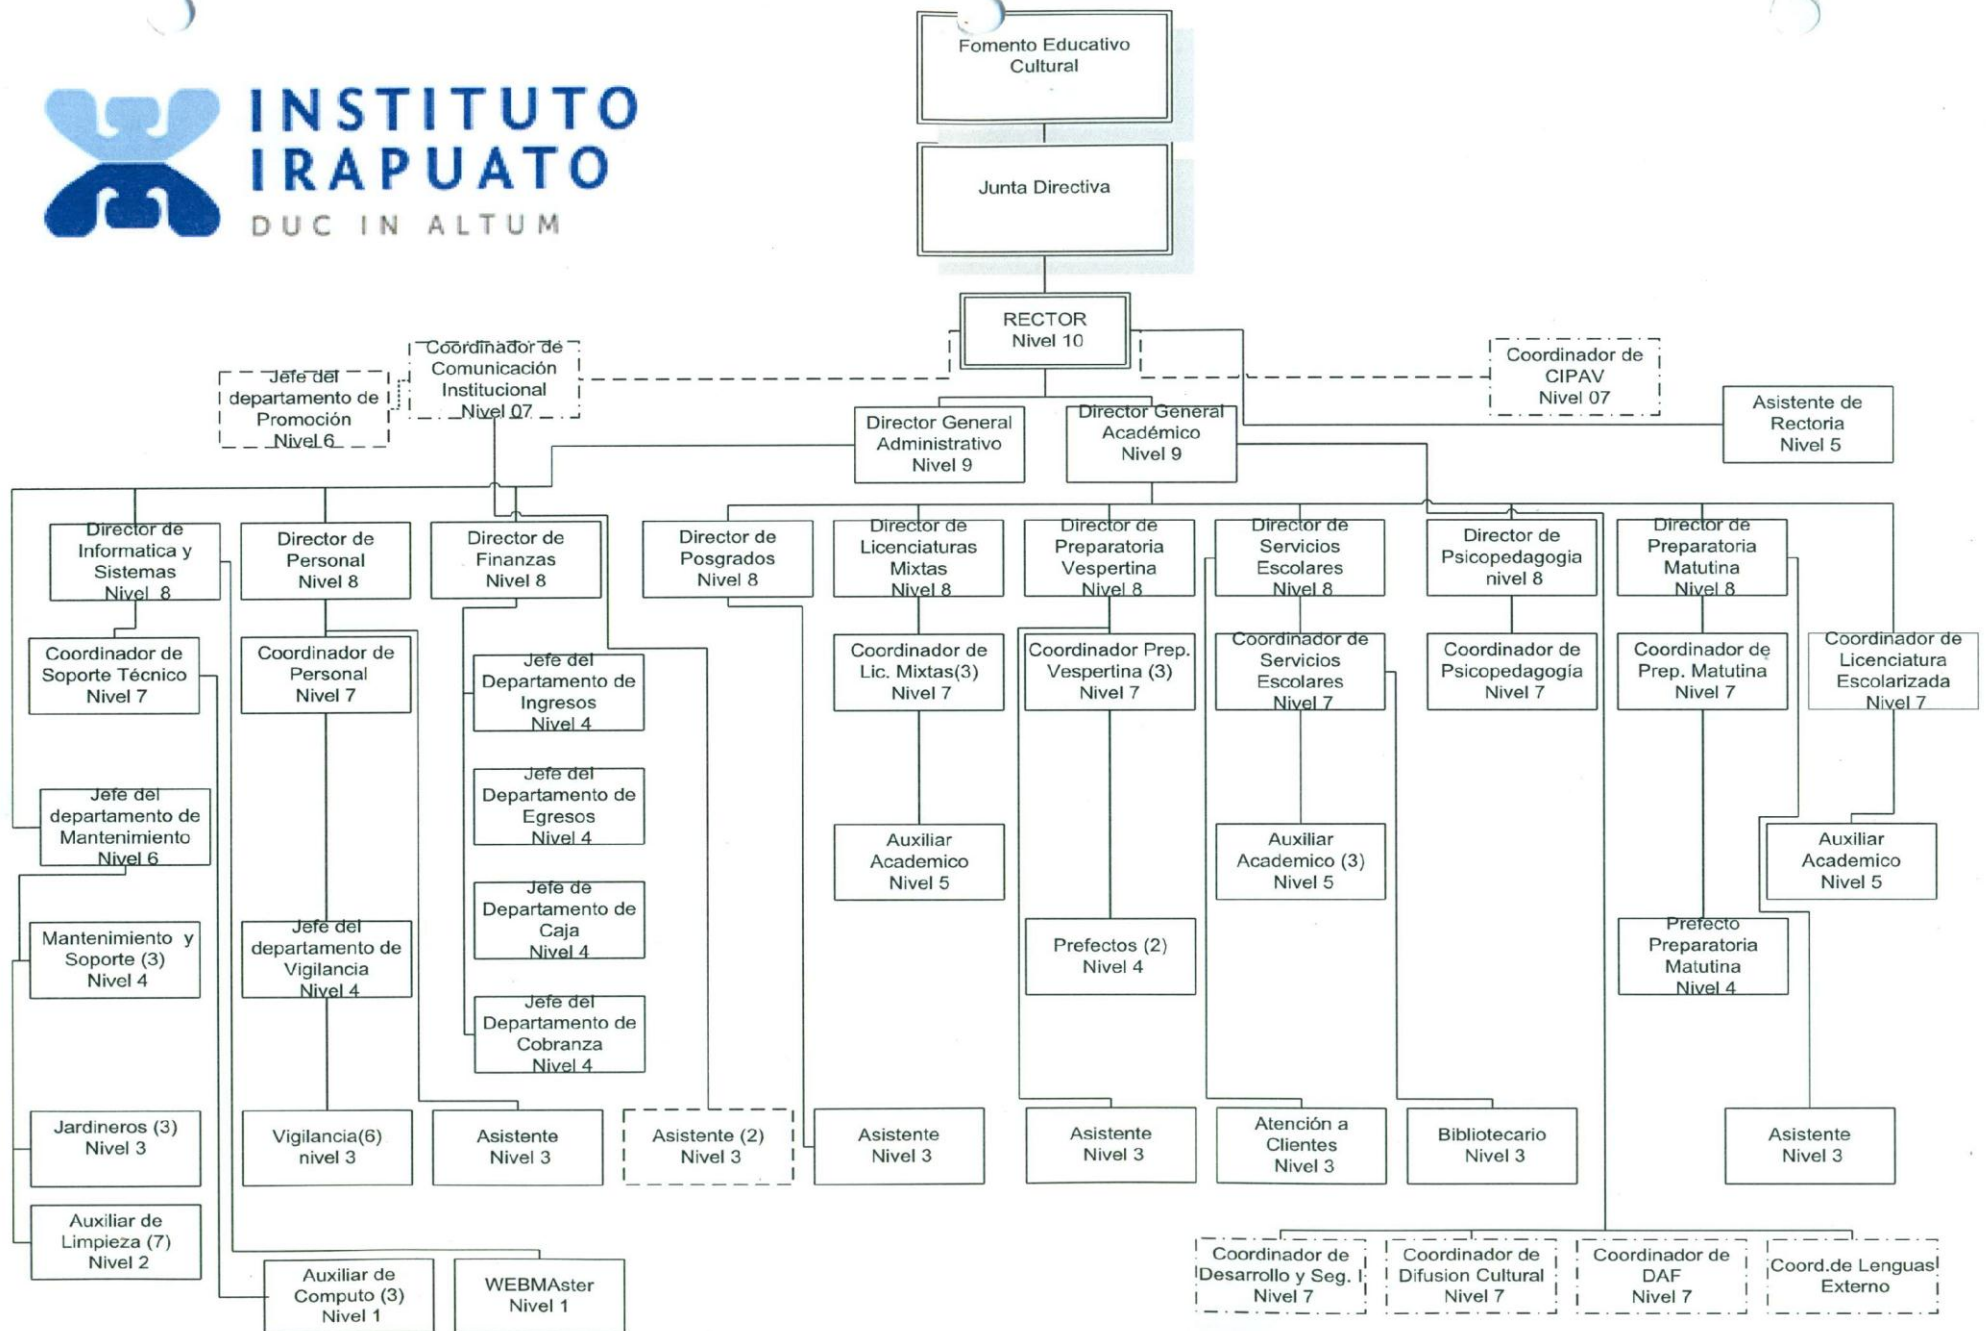 Fomento Educativo
Cultural
INSTITUTO
IRAPUATO
DUC IN ALTUM
Junta Directiva
RECTOR
Nivel 10
Coordinador de
Comunicación
Institucional
Nivel 07
Jefe del
departamento de
Promoción
Nivel 6
Coordinador de
CIPAV
Nivel 07
Asistente de
Rectoria
Nivel 5
Director General
Administrativo
Nivel 9
Director General
Académico
Nivel 9
Director de
Informatica y
Sistemas
Nivel 8
Director de
Personal
Nivel 8
Director de
Finanzas
Nivel 8
Director de
Posgrados
Nivel 8
Director de
Licenciaturas
Mixtas
Nivel 8
Director de
Preparatoria
Vespertina
Nivel 8
Director de
Servicios
Escolares
Nivel 8
Director de
Psicopedagogia
nivel 8
Director de
Preparatoria
Matutina
Nivel 8
Coordinador de
Soporte Técnico
Nivel 7
Coordinador de
Personal
Nivel 7
Jefe del
Departamento de
Ingresos
Nivel 4
Coordinador de
Lic. Mixtas(3)
Nivel 7
Coordinador Prep.
Vespertina (3)
Nivel 7
Coordinador de
Servicios
Escolares
Nivel 7
Coordinador de
Psicopedagogía
Nivel 7
Coordinador de
Prep. Matutina
Nivel 7
Coordinador de
Licenciatura
Escolarizada
Nivel 7
Jefe del
departamento de
Mantenimiento
Nivel 6
Jefe del
Departamento de
Egresos
Nivel 4
Auxiliar
Academico
Nivel 5
Auxiliar
Academico (3)
Nivel 5
Auxiliar
Academico
Nivel 5
Mantenimiento y
Soporte (3)
Nivel 4
Jefe del
departamento de
Vigilancia
Nivel 4
Jefe de
Departamento de
Caja
Nivel 4
Prefectos (2)
Nivel 4
Prefecto
Preparatoria
Matutina
Nivel 4
Jefe del
Departamento de
Cobranza
Nivel 4
Jardineros (3)
Nivel 3
Vigilancia(6)
nivel 3
Asistente
Nivel 3
Asistente (2)
Nivel 3
Asistente
Nivel 3
Asistente
Nivel 3
Atención a
Clientes
Nivel 3
Bibliotecario
Nivel 3
Asistente
Nivel 3
Auxiliar de
Limpieza (7)
Nivel 2
Auxiliar de
Computo (3)
Nivel 1
WEBMAster
Nivel 1
Coordinador de
Desarrollo y Seg. I
Nivel 7
Coordinador de
Difusion Cultural
Nivel 7
Coordinador de
DAF
Nivel 7
Coord.de Lenguas
Externo